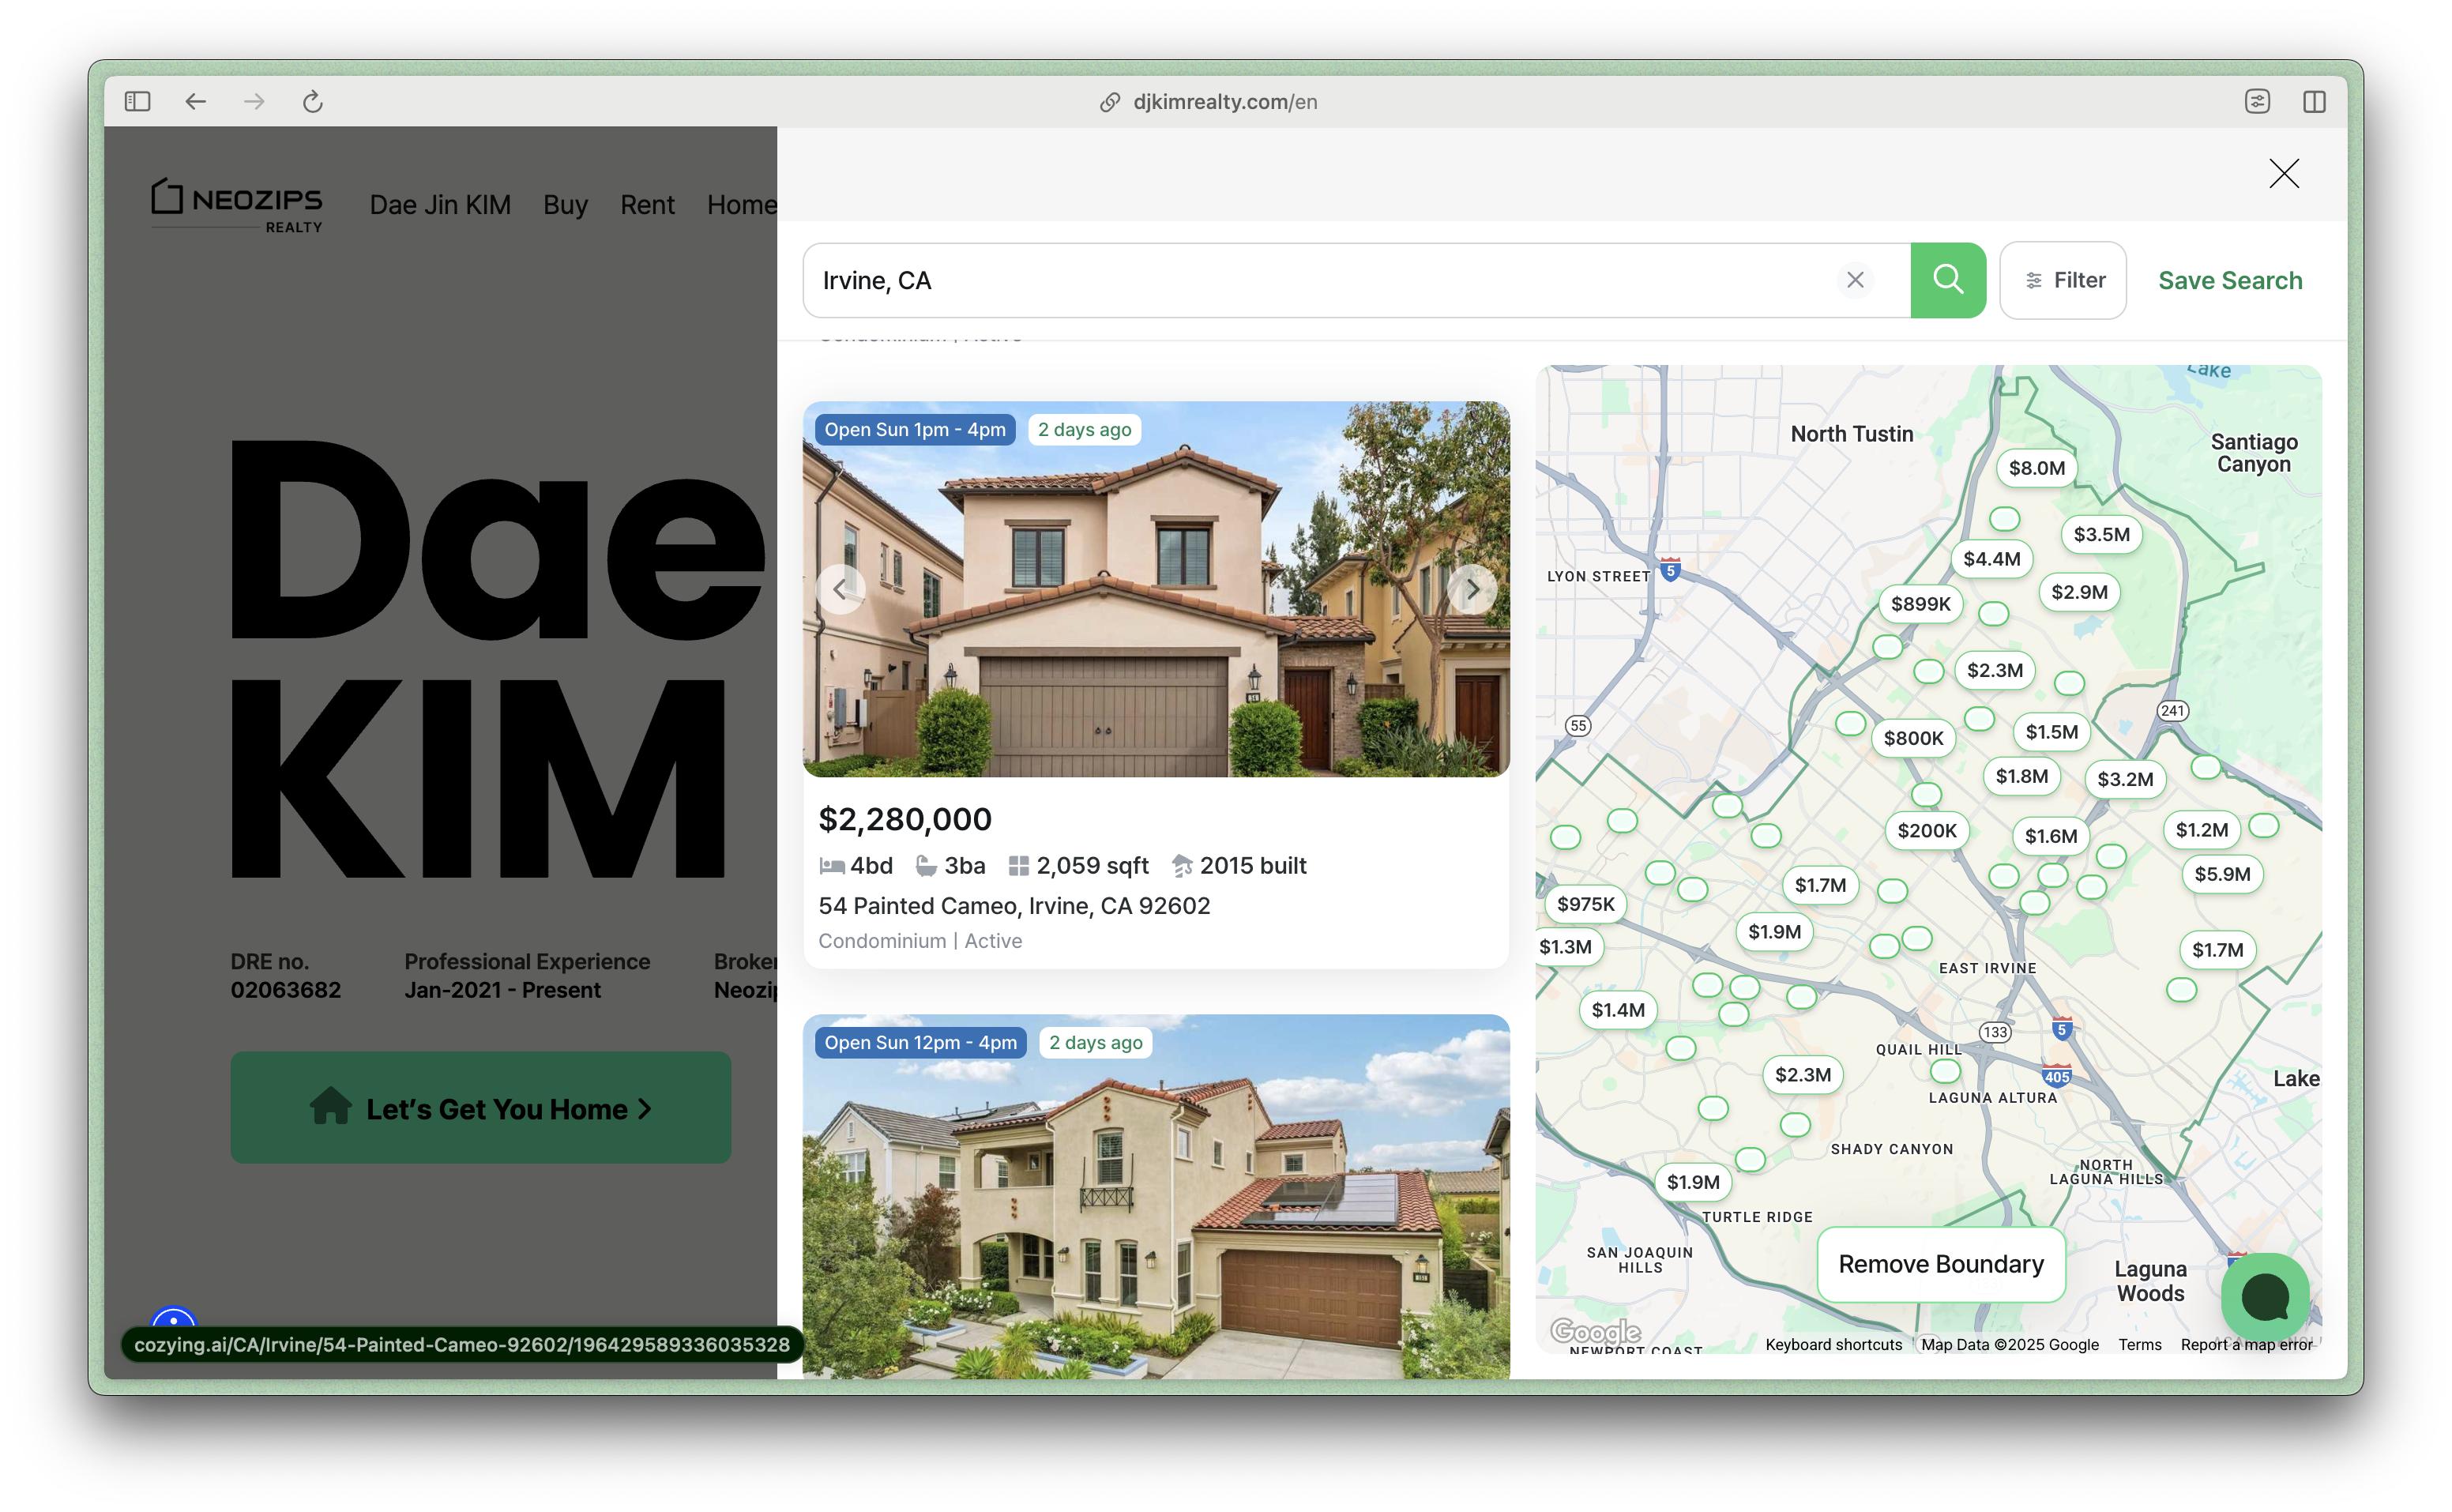 djkimrealty.com/en
NEOZIPS
REALTY
Dae Jin KIM
Buy
Rent
Home
Dae
KIM
DRE no.
02063682
Professional Experience
Jan-2021 - Present
Let's Get You Home
cozying.ai/CA/Irvine/54-Painted-Cameo-92602/1964295893360353​28
Irvine, CA
Filter
Save Search
Condominium | Active
Open Sun 1pm - 4pm
2 days ago
$2,280,000
4bd
3ba
2,059 sqft
2015 built
54 Painted Cameo, Irvine, CA 92602
Condominium | Active
Open Sun 12pm - 4pm
2 days ago
Lake
North Tustin
Santiago
Canyon
$8.0M
$3.5M
$4.4M
LYON STREET
5
$2.9M
$899K
$2.3M
241
55
$800K
$1.5M
$1.8M
$3.2M
$200K
$1.6M
$1.2M
$5.9M
$1.7M
$975K
$1.9M
$1.3M
$1.7M
EAST IRVINE
$1.4M
133
5
QUAIL HILL
$2.3M
405
Lake
LAGUNA ALTURA
SHADY CANYON
NORTH
LAGUNA HILLS
$1.9M
TURTLE RIDGE
SAN JOAQUIN
HILLS
Remove Boundary
Laguna
Woods
Google
NEWPORT COAST
Keyboard shortcuts
Map Data ©2025 Google
Terms
Report a map error